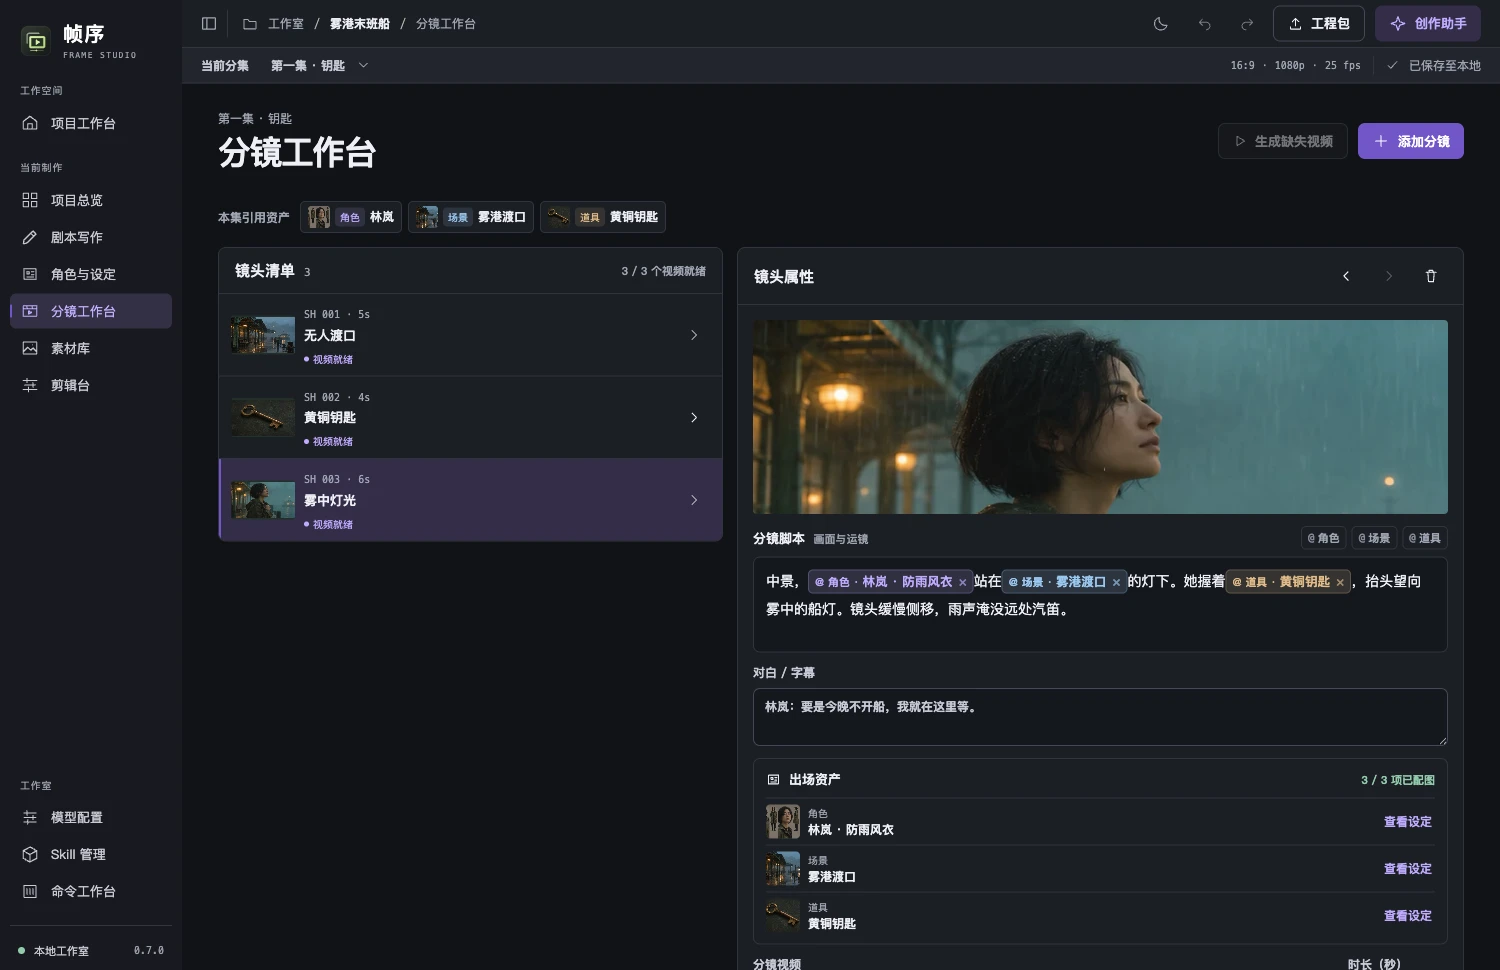 帧序
FRAME STUDIO
工作空间
项目工作台
当前制作
项目总览
剧本写作
角色与设定
分镜工作台
素材库
剪辑台
工作室
模型配置
Skill 管理
命令工作台
本地工作室 0.7.0
工作室 / 雾港末班船 / 分镜工作台
工程包
创作助手
当前分集 第一集 · 钥匙
16:9 · 1080p · 25 fps
已保存至本地
第一集 · 钥匙
分镜工作台
生成缺失视频
添加分镜
本集引用资产 角色 林岚 场景 雾港渡口 道具 黄铜钥匙
镜头清单 3
3 / 3 个视频就绪
SH 001 · 5s
无人渡口
视频就绪
SH 002 · 4s
黄铜钥匙
视频就绪
SH 003 · 6s
雾中灯光
视频就绪
镜头属性
分镜脚本 画面与运镜
@ 角色 @ 场景 @ 道具
中景，@ 角色 · 林岚 · 防雨风衣 × 站在 @ 场景 · 雾港渡口 × 的灯下。她握着 @ 道具 · 黄铜钥匙 ×，抬头望向
雾中的船灯。镜头缓慢侧移，雨声淹没远处汽笛。
对白 / 字幕
林岚：要是今晚不开船，我就在这里等。
出场资产
3 / 3 项已配图
角色
林岚 · 防雨风衣
查看设定
场景
雾港渡口
查看设定
道具
黄铜钥匙
查看设定
分镜视频
时长（秒）